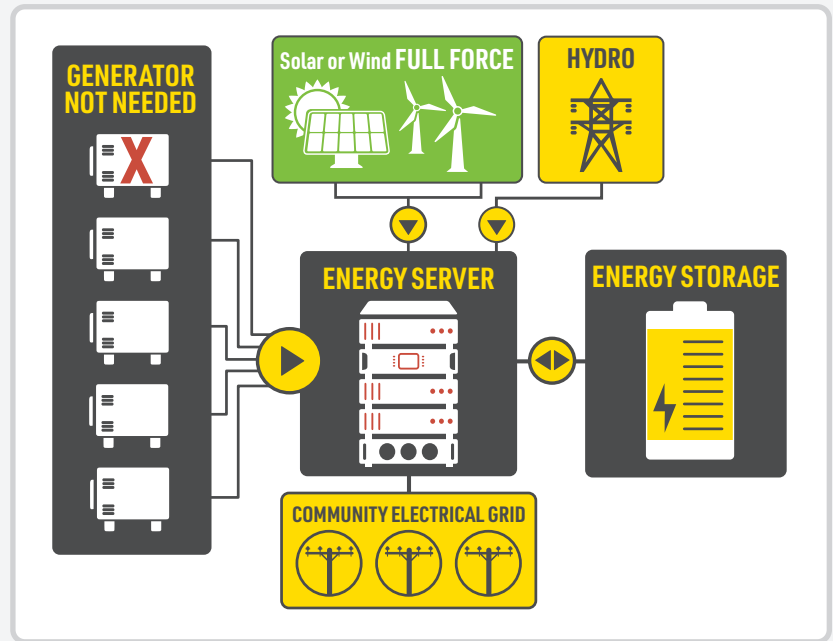 GENERATOR
NOT NEEDED
X
Solar or Wind FULL FORCE
HYDRO
ENERGY SERVER
ENERGY STORAGE
COMMUNITY ELECTRICAL GRID